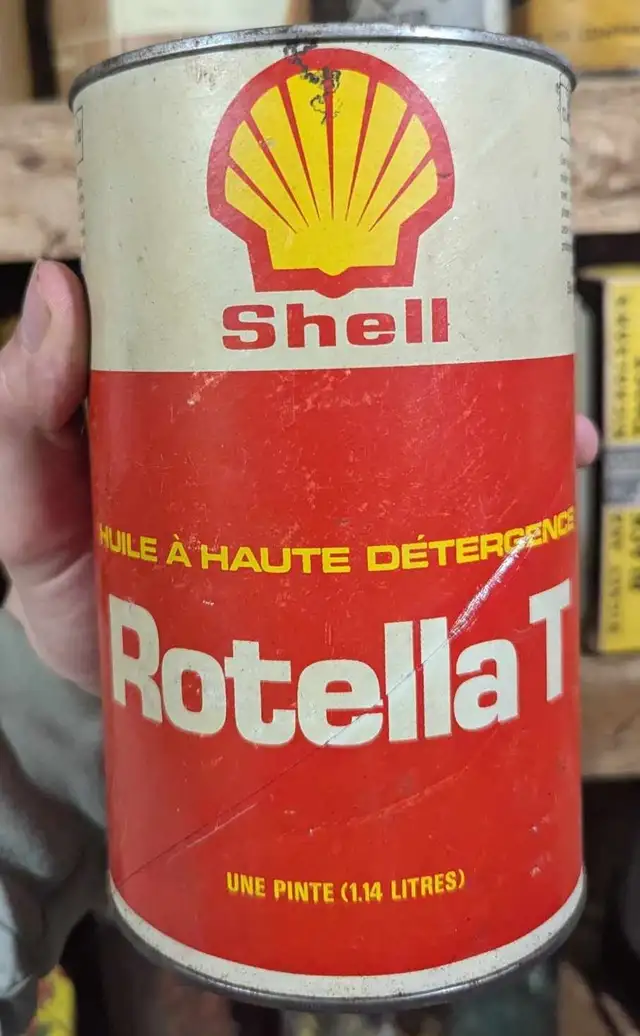 Shell
HUILE À HAUTE DÉTERGENCE
Rotella T
UNE PINTE (1.14 LITRES)